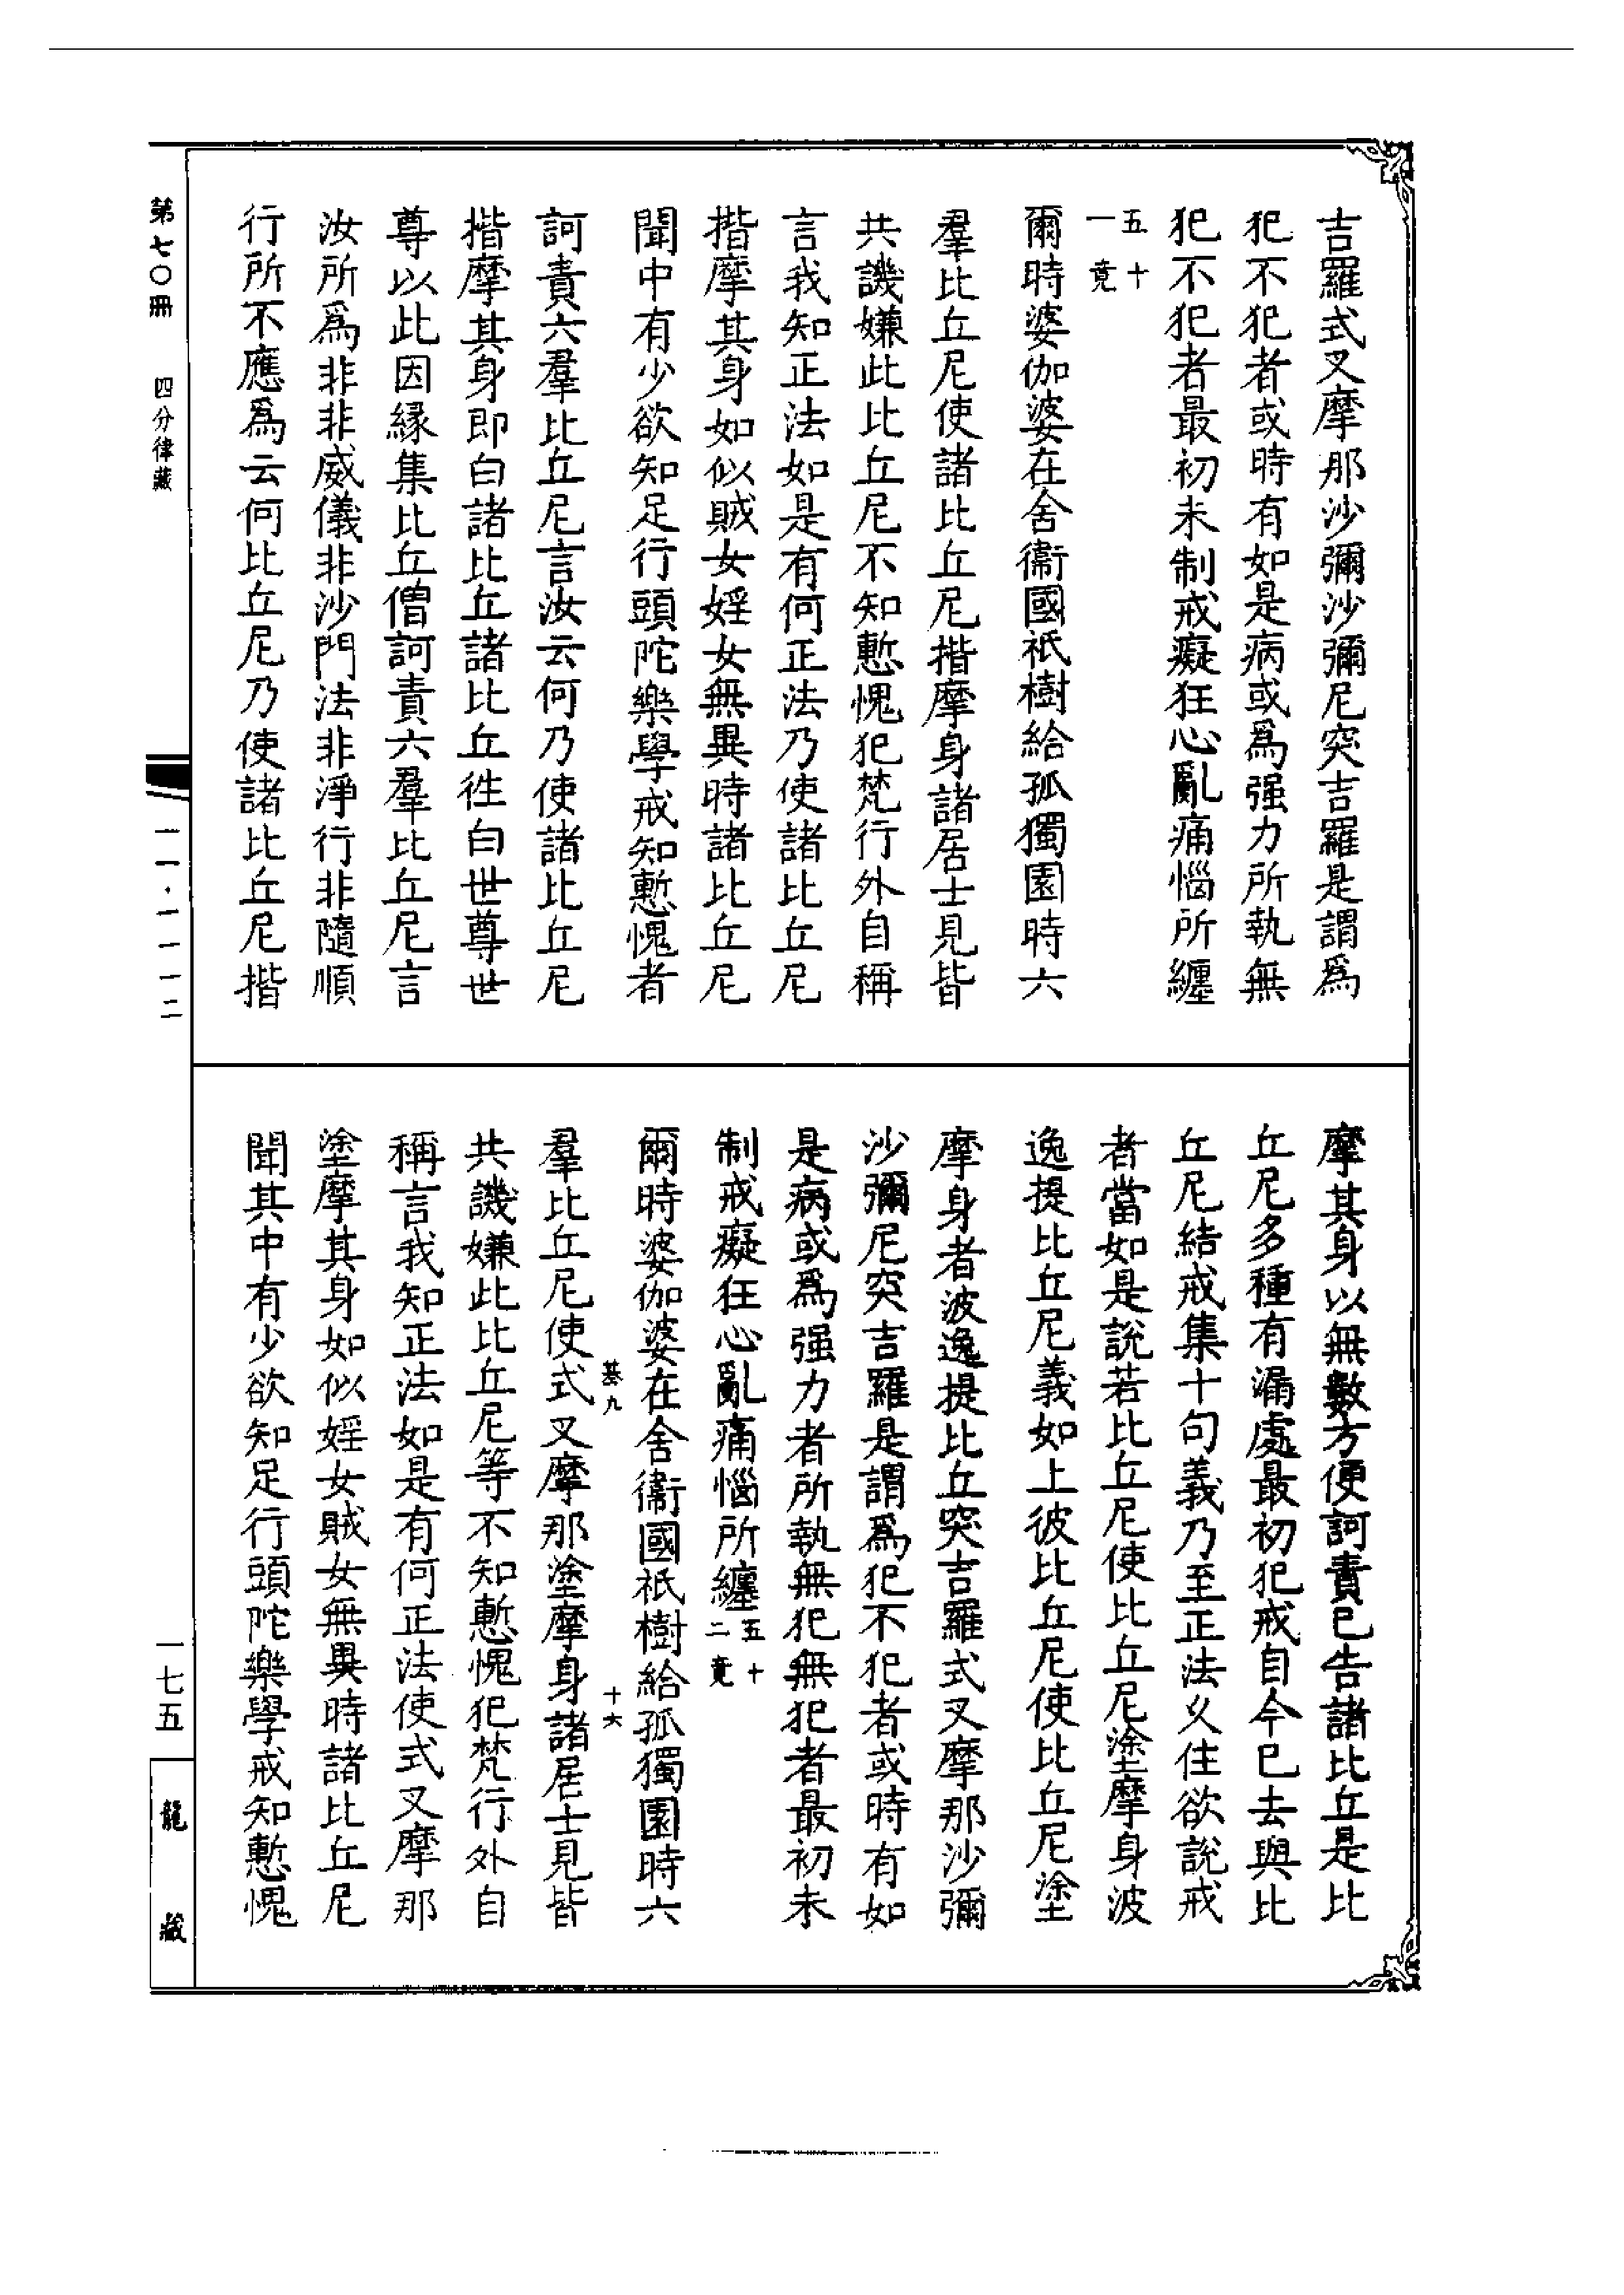 吉羅式叉摩那沙彌沙彌尼突吉羅是謂為
犯不犯者或時有如是病或為强力所執無
犯不犯者最初未制戒癡狂心亂痛惱所纏
五十
一竟
爾時婆伽婆在舍衞國祇樹給孤獨園時六
羣比丘尼使諸比丘尼揩摩身諸居士見皆
共譏嫌此比丘尼不知慙愧犯梵行外自稱
言我知正法如是有何正法乃使諸比丘尼
揩摩其身如似賊女婬女無異時諸比丘尼
聞中有少欲知足行頭陀樂學戒知慙愧者
訶責六羣比丘尼言汝云何乃使諸比丘尼
揩摩其身即白諸比丘諸比丘徃白世尊世
尊以此因緣集比丘僧訶責六羣比丘尼言
汝所為非非威儀非沙門法非淨行非隨順
行所不應為云何比丘尼乃使諸比丘尼揩
摩其身以無數方便訶責已告諸比丘是比
丘尼多種有漏處最初犯戒自今已去與比
丘尼結戒集十句義乃至正法久住欲說戒
者當如是說若比丘尼使比丘尼塗摩身波
逸提比丘尼義如上彼比丘尼使比丘尼塗
摩身者波逸提比丘突吉羅式叉摩那沙彌
沙彌尼突吉羅是謂為犯不犯者或時有如
是病或為强力者所執無犯無犯者最初未
制戒癡狂心亂痛惱所纏五十二竟
爾時婆伽婆在舍衞國祇樹給孤獨園時六
基九 十六
羣比丘尼使式叉摩那塗摩身諸居士見皆
共譏嫌此比丘尼等不知慙愧犯梵行外自
稱言我知正法如是有何正法使式叉摩那
塗摩其身如似婬女賊女無異時諸比丘尼
聞其中有少欲知足行頭陀樂學戒知慙愧
第七〇冊 四分律藏
一一·一一一二
一七五
龍藏